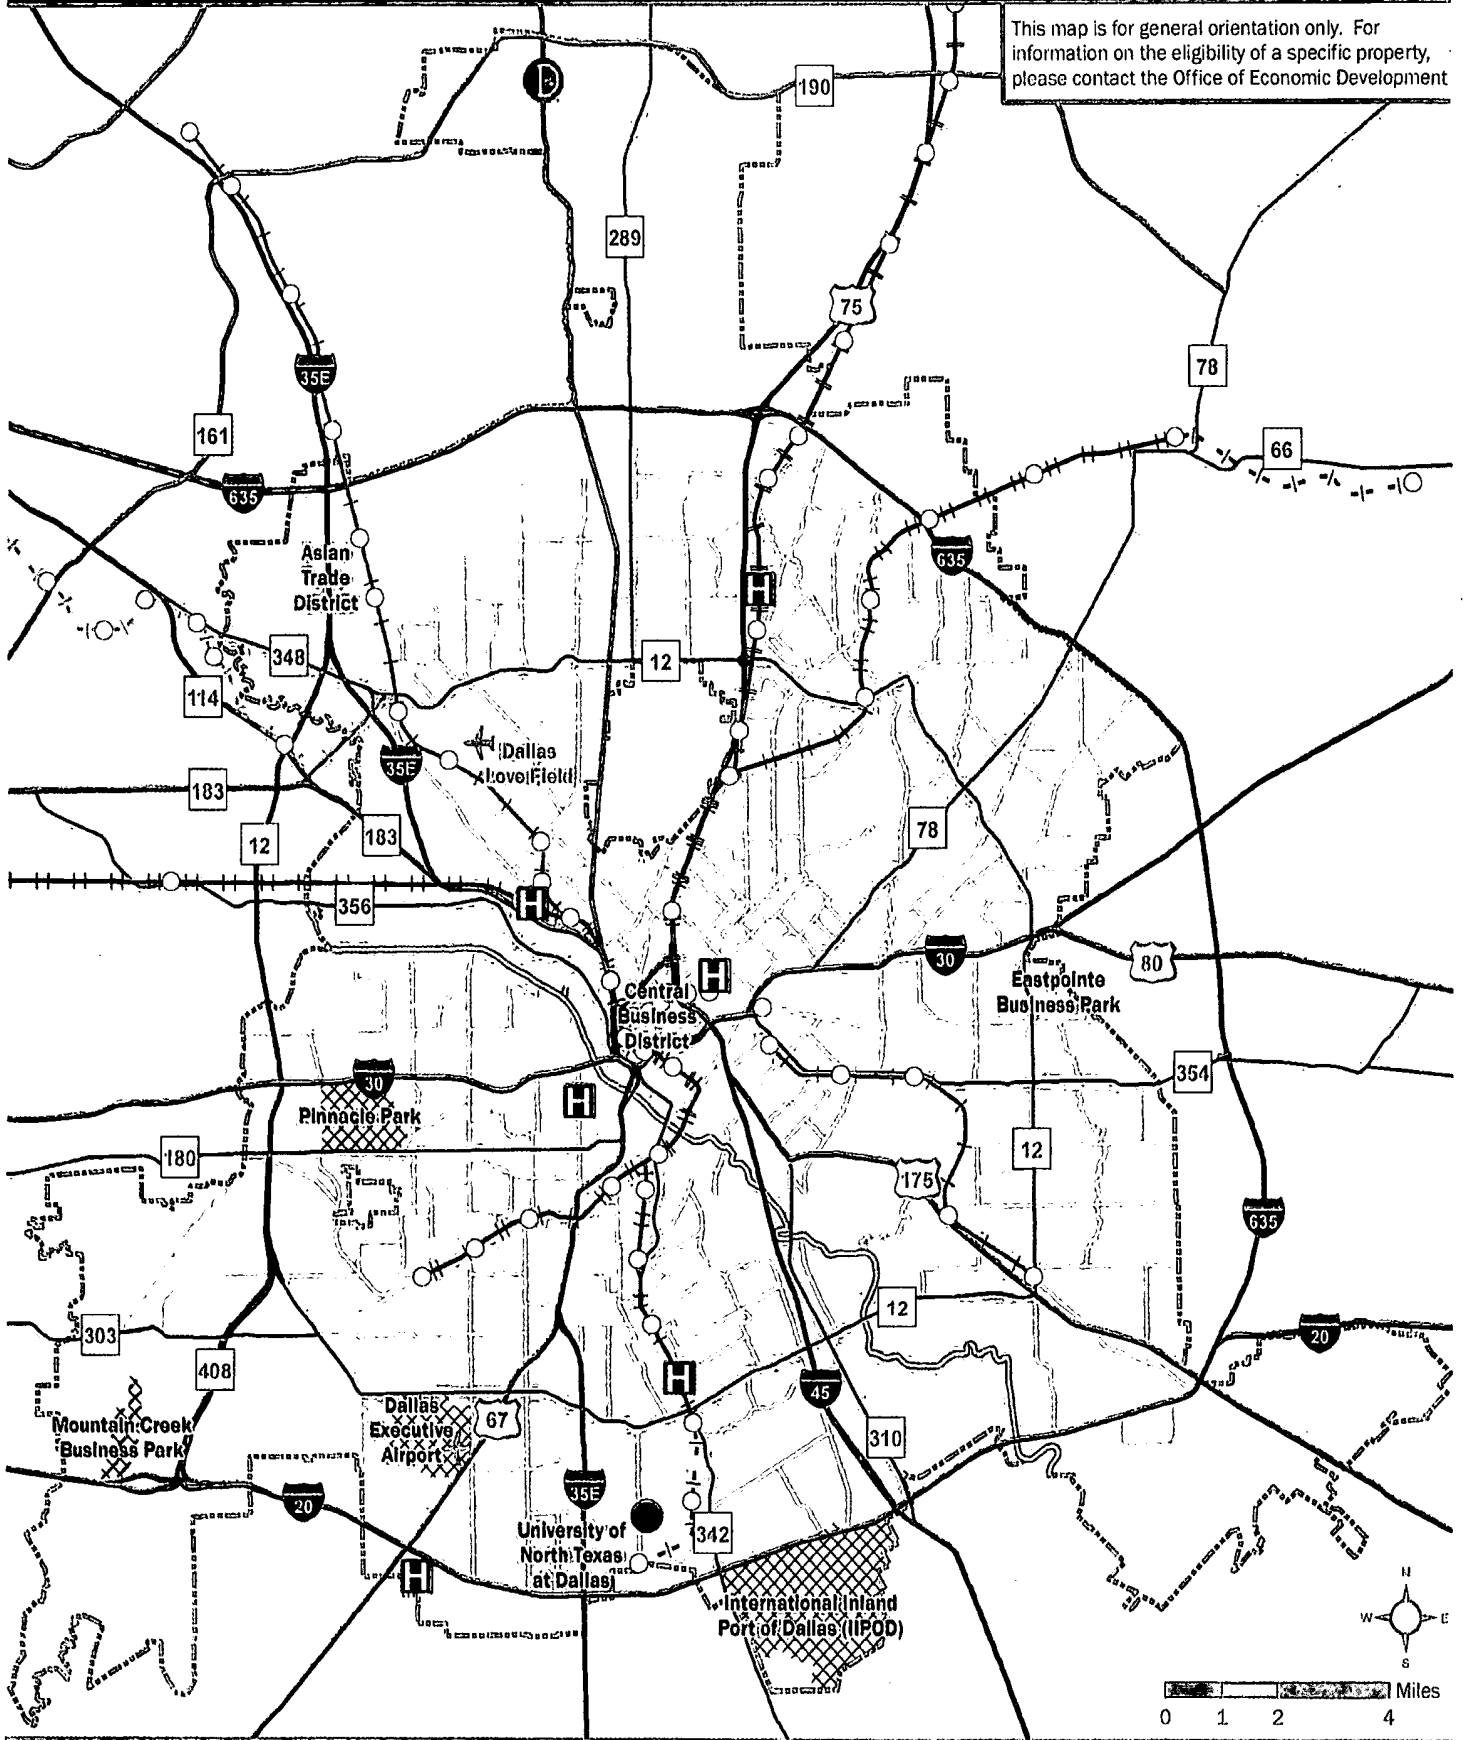 This map is for general orientation only. For
information on the eligibility of a specific property,
please contact the Office of Economic Development
D
190
289
75
35E
78
161
66
635
Asian
Trade
District
635
H
348
12
114
Dallas
Love Field
35E
183
183
78
12
356
H
30
80
H
Central
Business
District
Eastpointe
Business Park
30
354
H
Pinnacle Park
180
12
175
635
12
303
20
408
H
45
Dallas
Executive
Airport
67
Mountain Creek
Business Park
310
35E
20
University of
North Texas
at Dallas
342
H
International Inland
Port of Dallas (IIPOD)
N
W
E
S
Miles
0 1 2 4